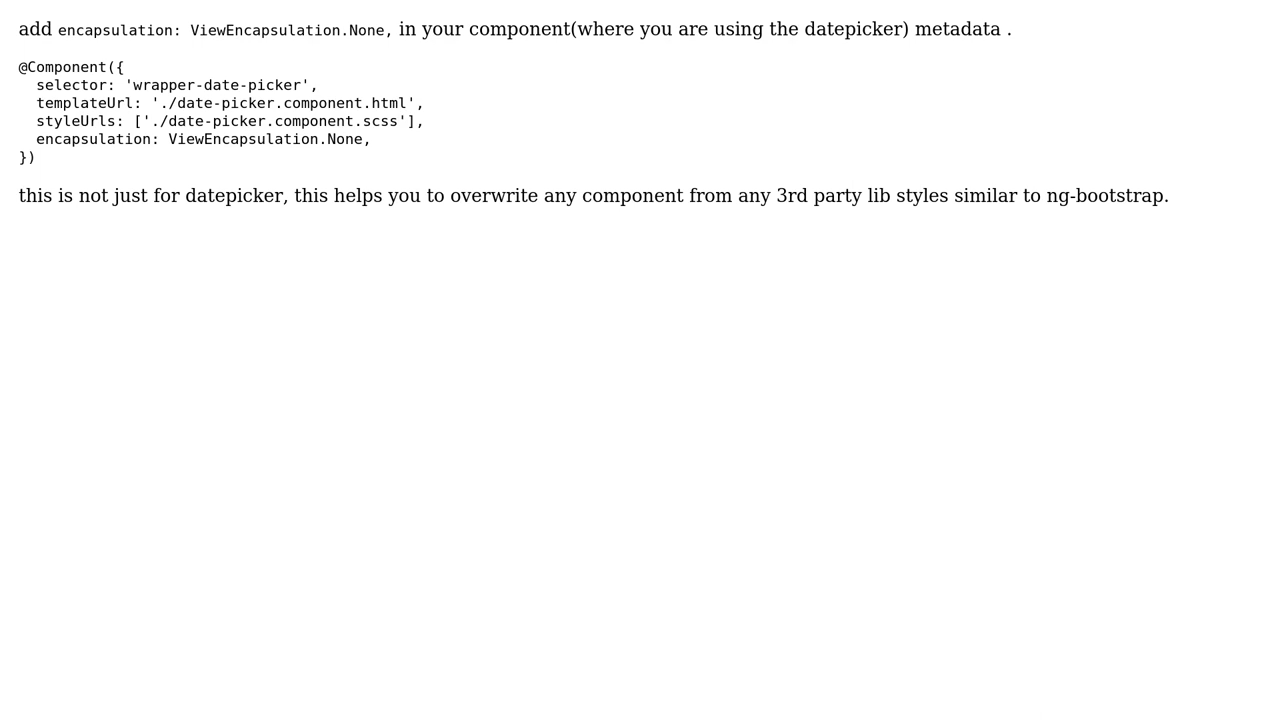 add encapsulation: ViewEncapsulation.None, in your component(where you are using the datepicker) metadata .
@Component({
  selector: 'wrapper-date-picker',
  templateUrl: './date-picker.component.html',
  styleUrls: ['./date-picker.component.scss'],
  encapsulation: ViewEncapsulation.None,
})
this is not just for datepicker, this helps you to overwrite any component from any 3rd party lib styles similar to ng-bootstrap.